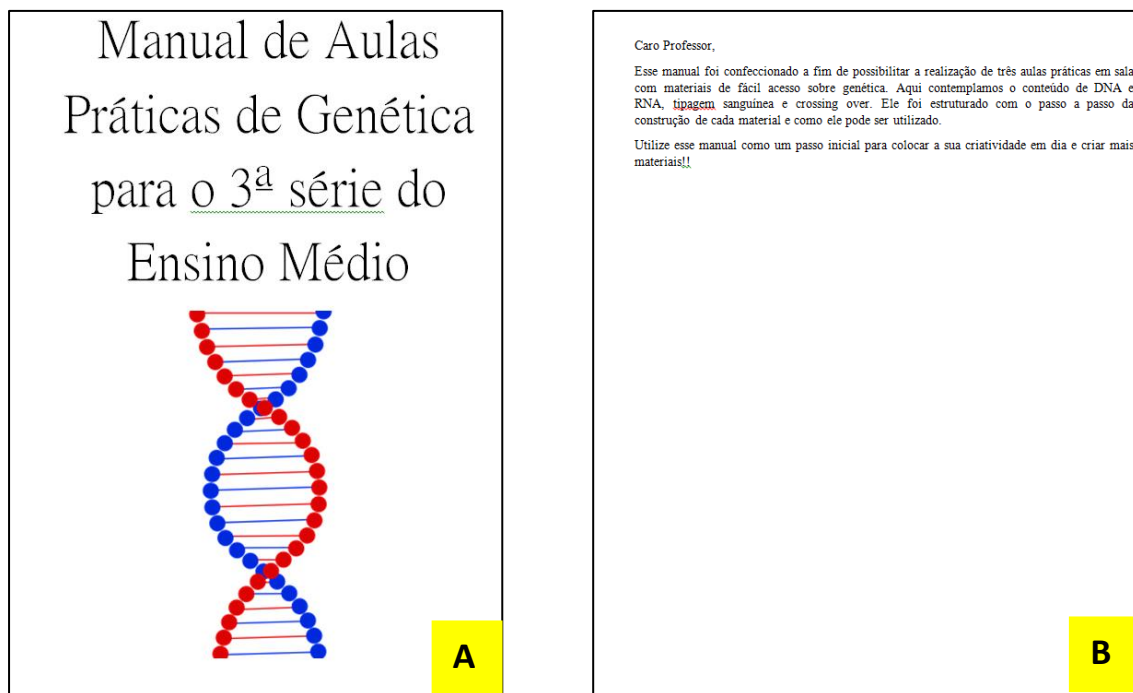 Manual de Aulas
Práticas de Genética
para o 3ª série do
Ensino Médio
A
Caro Professor,
Esse manual foi confeccionado a fim de possibilitar a realização de três aulas práticas em sala
com materiais de fácil acesso sobre genética. Aqui contemplamos o conteúdo de DNA e
RNA, tipagem sanguínea e crossing over. Ele foi estruturado com o passo a passo da
construção de cada material e como ele pode ser utilizado.
Utilize esse manual como um passo inicial para colocar a sua criatividade em dia e criar mais
materiais!!
B